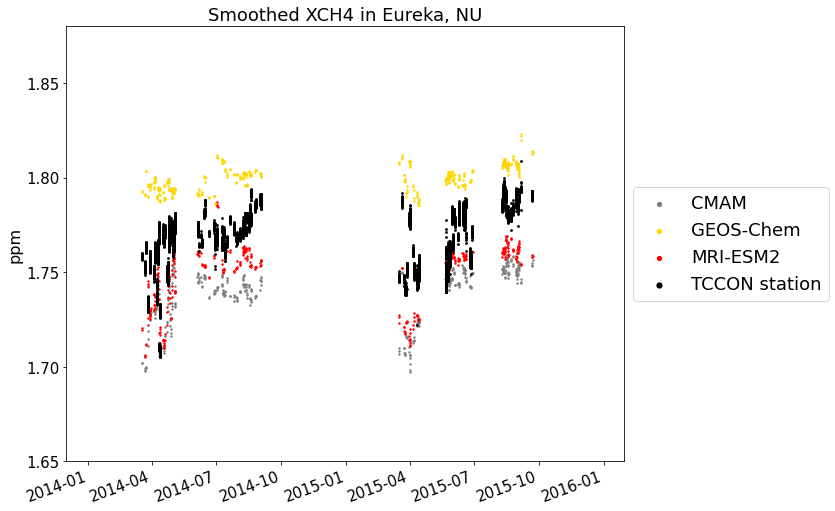 Smoothed XCH4 in Eureka, NU
ppm
1.85
1.80
1.75
1.70
1.65
2014-01
2014-04
2014-07
2014-10
2015-01
2015-04
2015-07
2015-10
2016-01
CMAM
GEOS-Chem
MRI-ESM2
TCCON station